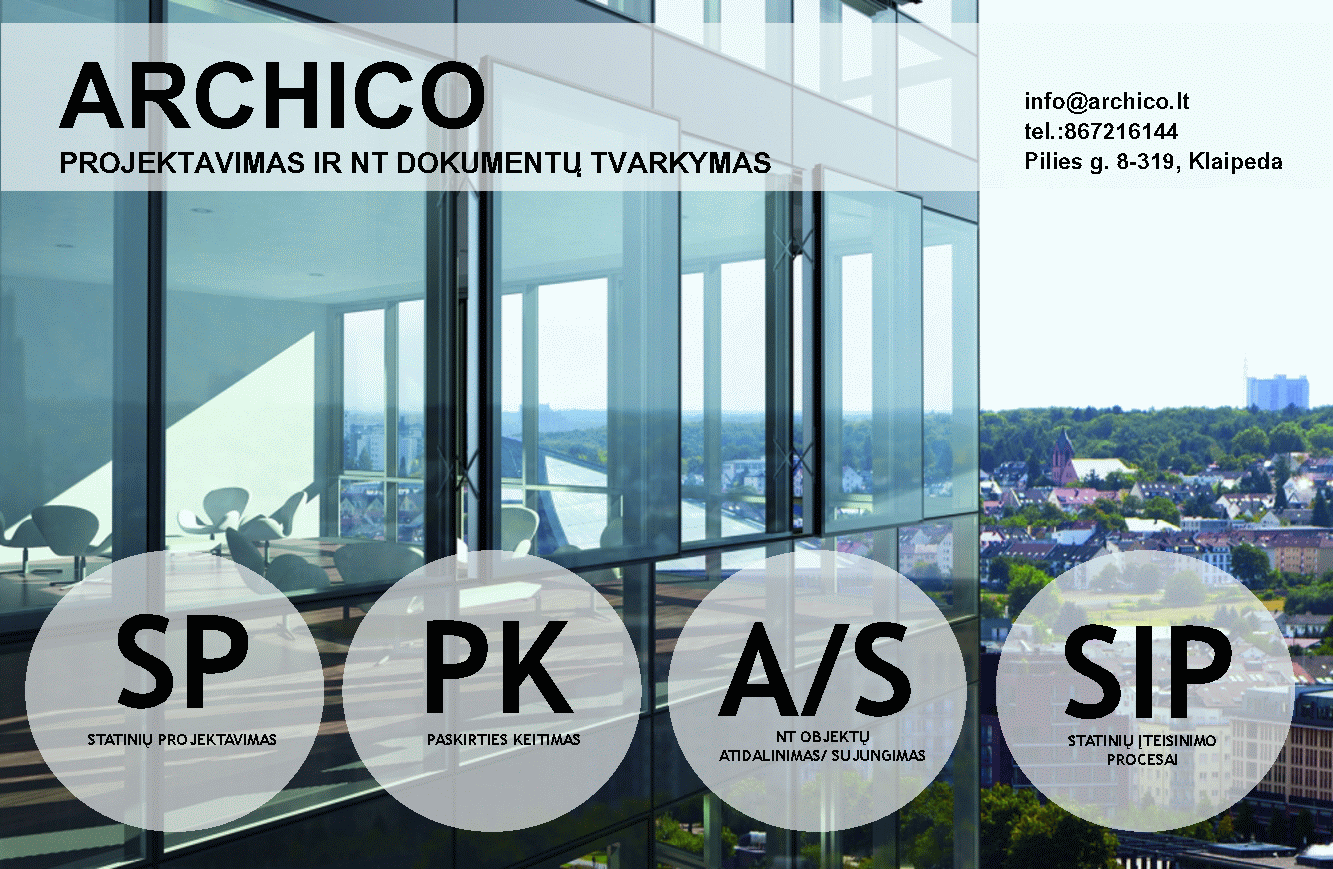 ARCHICO
PROJEKTAVIMAS IR NT DOKUMENTŲ TVARKYMAS
info@archico.lt
tel.:867216144
Pilies g. 8-319, Klaipeda
SP
STATINIŲ PROJEKTAVIMAS
PK
PASKIRTIES KEITIMAS
A/S
NT OBJEKTŲ
ATIDALINIMAS/ SUJUNGIMAS
SIP
STATINIŲ ĮTEISINIMO
PROCESAI